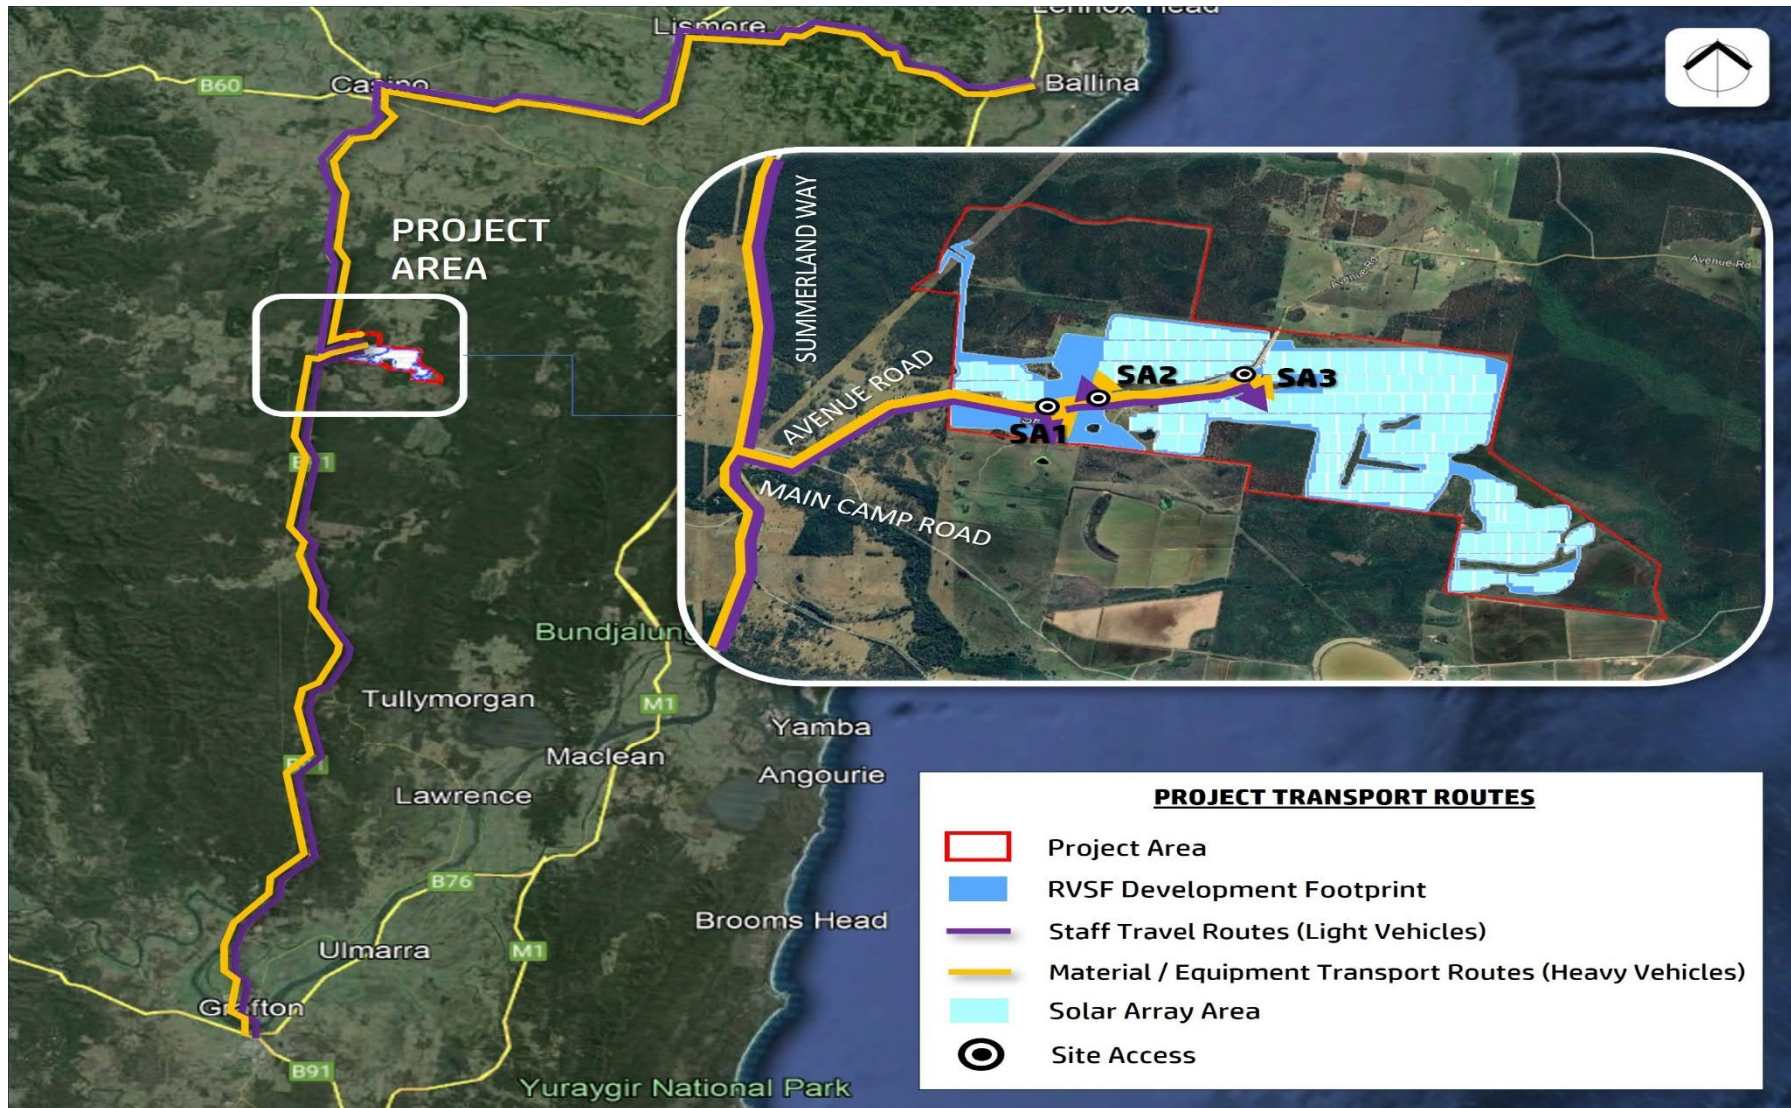 Lismore
Casino
B60
Ballina
PROJECT
AREA
SUMMERLAND WAY
Avenue Rd
Avenue Rd
AVENUE ROAD
SA2
SA3
SA1
MAIN CAMP ROAD
Tullymorgan
M1
Yamba
Maclean
Angourie
Lawrence
B76
Brooms Head
Ulmarra
M1
Grafton
B91
Yuraygir National Park
PROJECT TRANSPORT ROUTES
Project Area
RVSF Development Footprint
Staff Travel Routes (Light Vehicles)
Material / Equipment Transport Routes (Heavy Vehicles)
Solar Array Area
Site Access